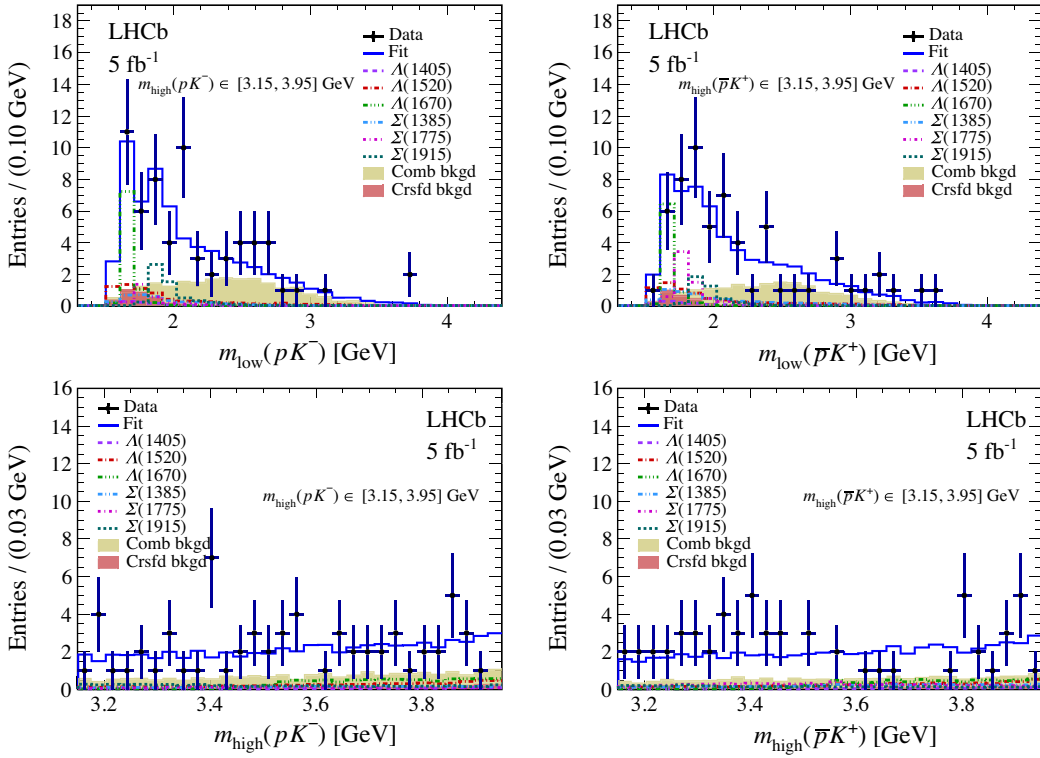 18
16
14
12
10
8
6
4
2
0
Entries / (0.10 GeV)
LHCb
5 fb⁻¹
m_high(pK⁻) ∈ [3.15, 3.95] GeV
Data
Fit
Λ(1405)
Λ(1520)
Λ(1670)
Σ(1385)
Σ(1775)
Σ(1915)
Comb bkgd
Crsfd bkgd
2 3 4
m_low(pK⁻) [GeV]
18
16
14
12
10
8
6
4
2
0
Entries / (0.10 GeV)
LHCb
5 fb⁻¹
m_high(p̅K⁺) ∈ [3.15, 3.95] GeV
Data
Fit
Λ(1405)
Λ(1520)
Λ(1670)
Σ(1385)
Σ(1775)
Σ(1915)
Comb bkgd
Crsfd bkgd
2 3 4
m_low(p̅K⁺) [GeV]
16
14
12
10
8
6
4
2
0
Entries / (0.03 GeV)
Data
Fit
Λ(1405)
Λ(1520)
Λ(1670)
Σ(1385)
Σ(1775)
Σ(1915)
Comb bkgd
Crsfd bkgd
LHCb
5 fb⁻¹
m_high(pK⁻) ∈ [3.15, 3.95] GeV
3.2 3.4 3.6 3.8
m_high(pK⁻) [GeV]
16
14
12
10
8
6
4
2
0
Entries / (0.03 GeV)
Data
Fit
Λ(1405)
Λ(1520)
Λ(1670)
Σ(1385)
Σ(1775)
Σ(1915)
Comb bkgd
Crsfd bkgd
LHCb
5 fb⁻¹
m_high(p̅K⁺) ∈ [3.15, 3.95] GeV
3.2 3.4 3.6 3.8
m_high(p̅K⁺) [GeV]